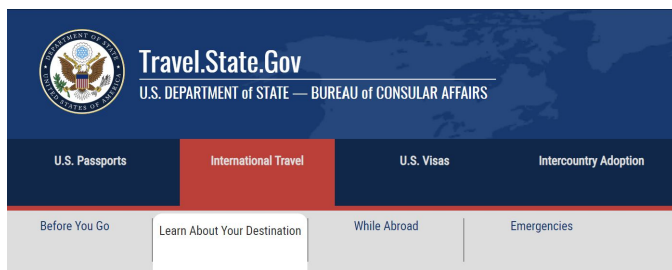 DEPARTMENT OF STATE
UNITED STATES OF AMERICA
Travel.State.Gov
U.S. DEPARTMENT of STATE — BUREAU of CONSULAR AFFAIRS
U.S. Passports International Travel U.S. Visas Intercountry Adoption
Before You Go Learn About Your Destination While Abroad Emergencies